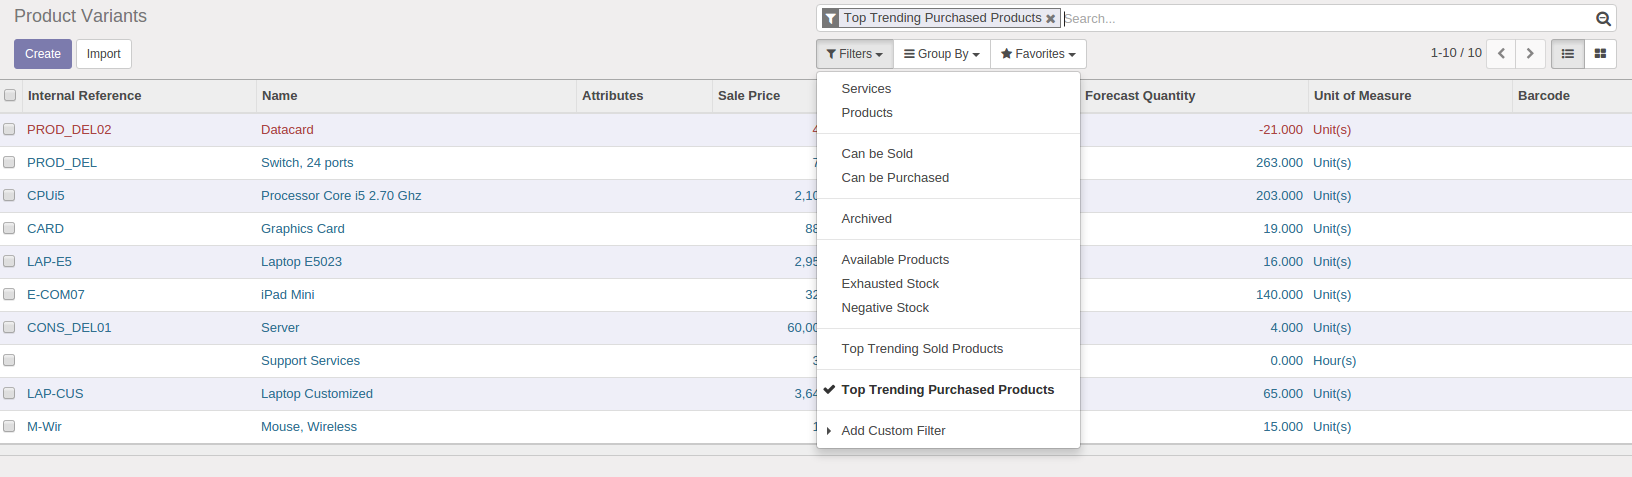 Product Variants
Top Trending Purchased Products Search...
Create Import
Filters Group By Favorites
1-10 / 10
Internal Reference Name Attributes Sale Price Forecast Quantity Unit of Measure Barcode
PROD_DEL02 Datacard -21.000 Unit(s)
PROD_DEL Switch, 24 ports 263.000 Unit(s)
CPUi5 Processor Core i5 2.70 Ghz 2,10 203.000 Unit(s)
CARD Graphics Card 88 19.000 Unit(s)
LAP-E5 Laptop E5023 2,95 16.000 Unit(s)
E-COM07 iPad Mini 32 140.000 Unit(s)
CONS_DEL01 Server 60,00 4.000 Unit(s)
Support Services 0.000 Hour(s)
LAP-CUS Laptop Customized 3,64 65.000 Unit(s)
M-Wir Mouse, Wireless 15.000 Unit(s)
Services
Products
Can be Sold
Can be Purchased
Archived
Available Products
Exhausted Stock
Negative Stock
Top Trending Sold Products
Top Trending Purchased Products
Add Custom Filter